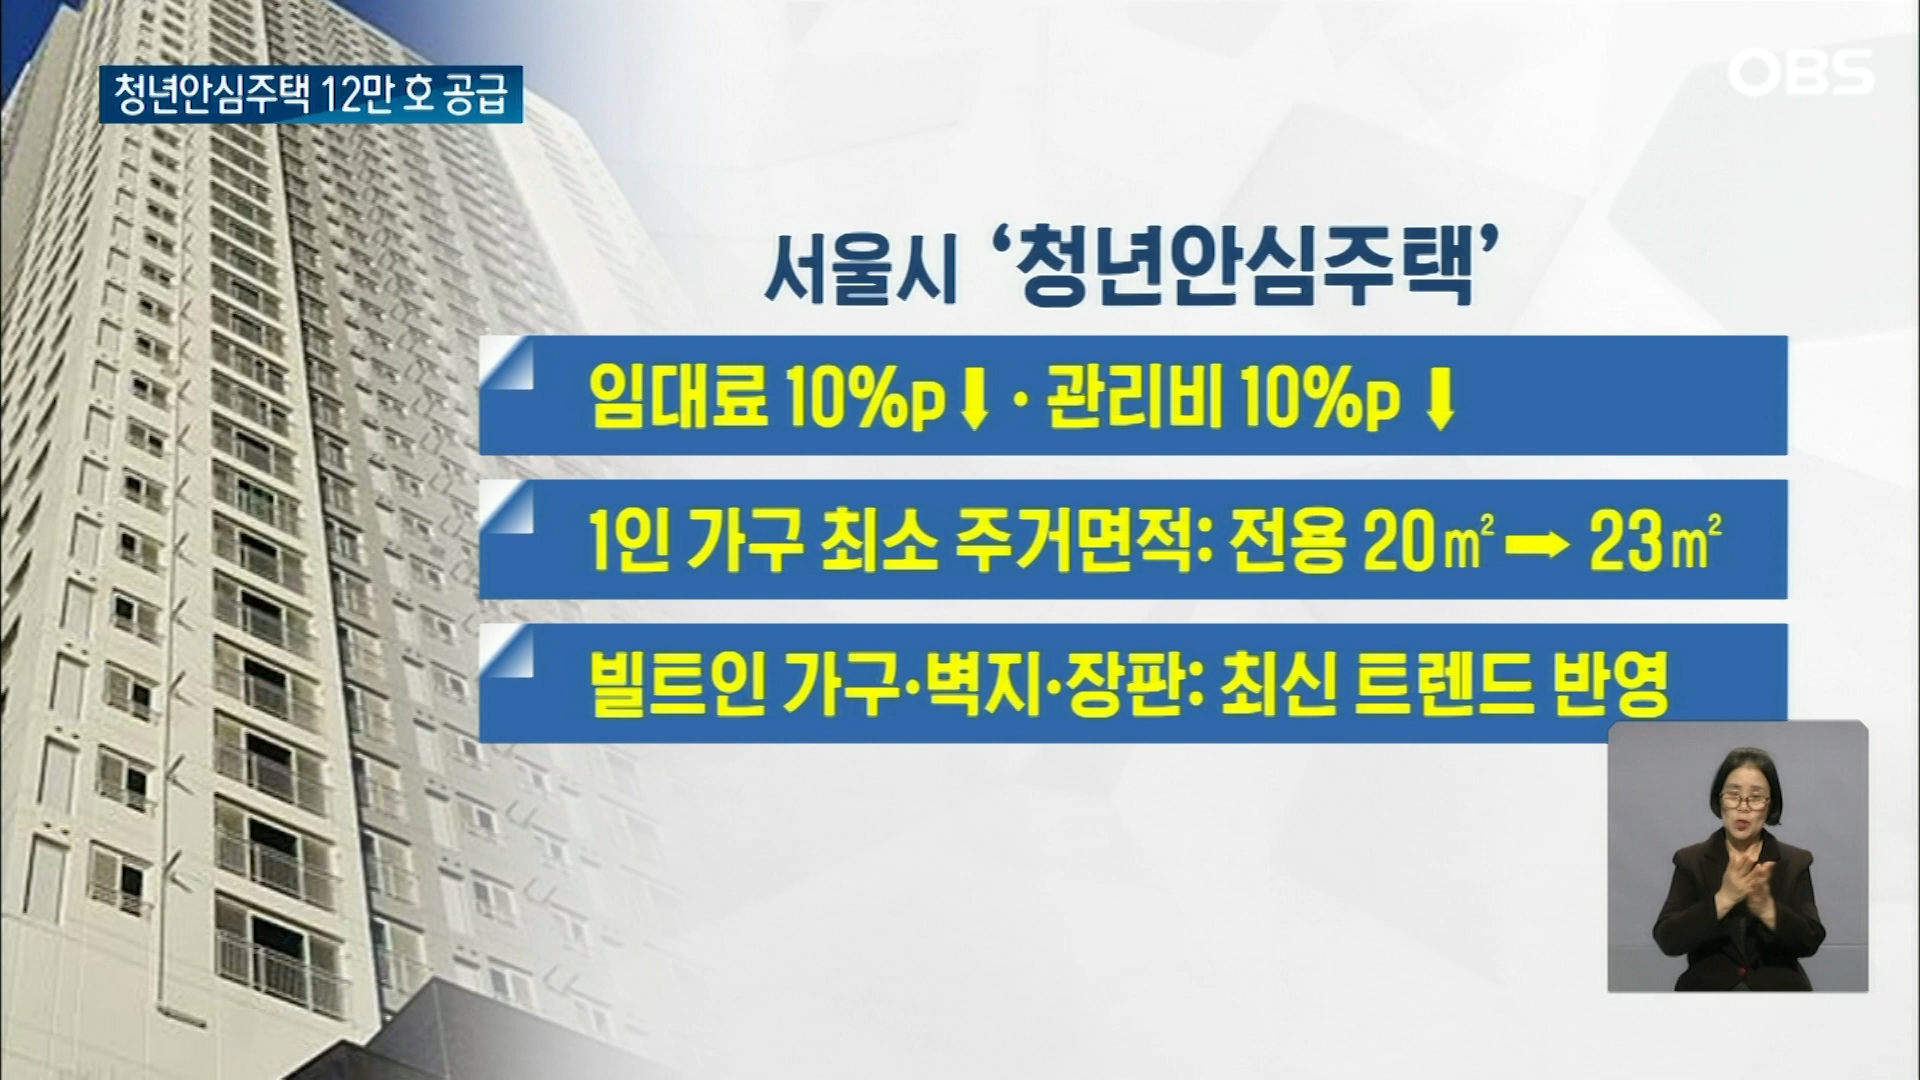 청년안심주택 12만 호 공급
OBS
서울시 ‘청년안심주택’
임대료 10%p⬇·관리비 10%p ⬇
1인 가구 최소 주거면적: 전용 20㎡➡ 23㎡
빌트인 가구·벽지·장판: 최신 트렌드 반영